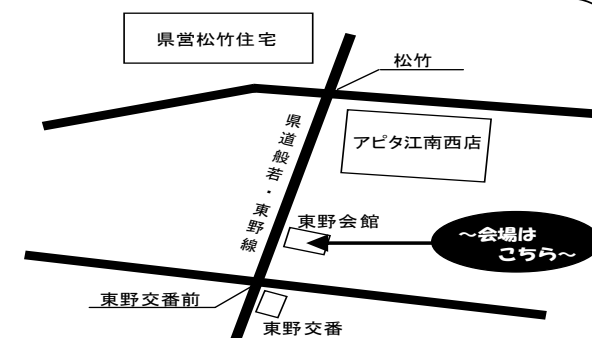 県営松竹住宅
松竹
県道般若・東野線
アピタ江南西店
東野会館
～会場は
こちら～
東野交番前
東野交番